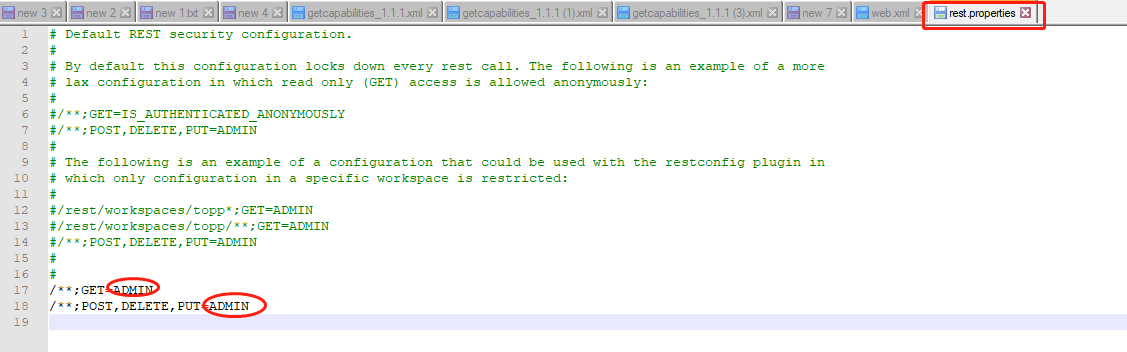 new 3 new 2 new 1.txt new 4 getcapabilities_1.1.1.xml getcapabilities_1.1.1 (1).xml getcapabilities_1.1.1 (3).xml new 7 web.xml rest.properties
1 # Default REST security configuration.
2 #
3 # By default this configuration locks down every rest call. The following is an example of a more
4 # lax configuration in which read only (GET) access is allowed anonymously:
5 #
6 #/**;GET=IS_AUTHENTICATED_ANONYMOUSLY
7 #/**;POST,DELETE,PUT=ADMIN
8 #
9 # The following is an example of a configuration that could be used with the restconfig plugin in
10 # which only configuration in a specific workspace is restricted:
11 #
12 #/rest/workspaces/topp*;GET=ADMIN
13 #/rest/workspaces/topp/**;GET=ADMIN
14 #/**;POST,DELETE,PUT=ADMIN
15 #
16 #
17 /**;GET=ADMIN
18 /**;POST,DELETE,PUT=ADMIN
19